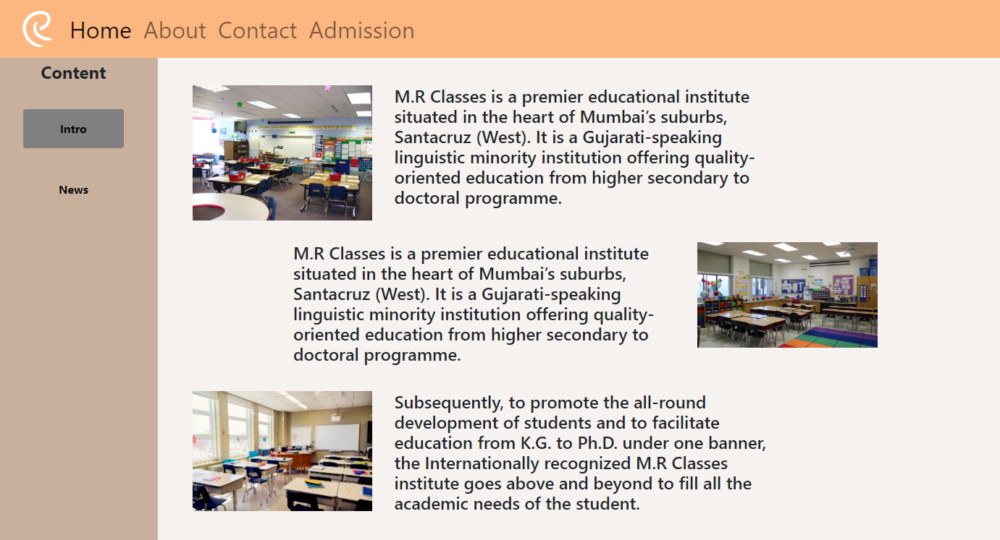 Home About Contact Admission
Content
Intro
News
M.R Classes is a premier educational institute
situated in the heart of Mumbai’s suburbs,
Santacruz (West). It is a Gujarati-speaking
linguistic minority institution offering quality-
oriented education from higher secondary to
doctoral programme.
M.R Classes is a premier educational institute
situated in the heart of Mumbai’s suburbs,
Santacruz (West). It is a Gujarati-speaking
linguistic minority institution offering quality-
oriented education from higher secondary to
doctoral programme.
Subsequently, to promote the all-round
development of students and to facilitate
education from K.G. to Ph.D. under one banner,
the Internationally recognized M.R Classes
institute goes above and beyond to fill all the
academic needs of the student.